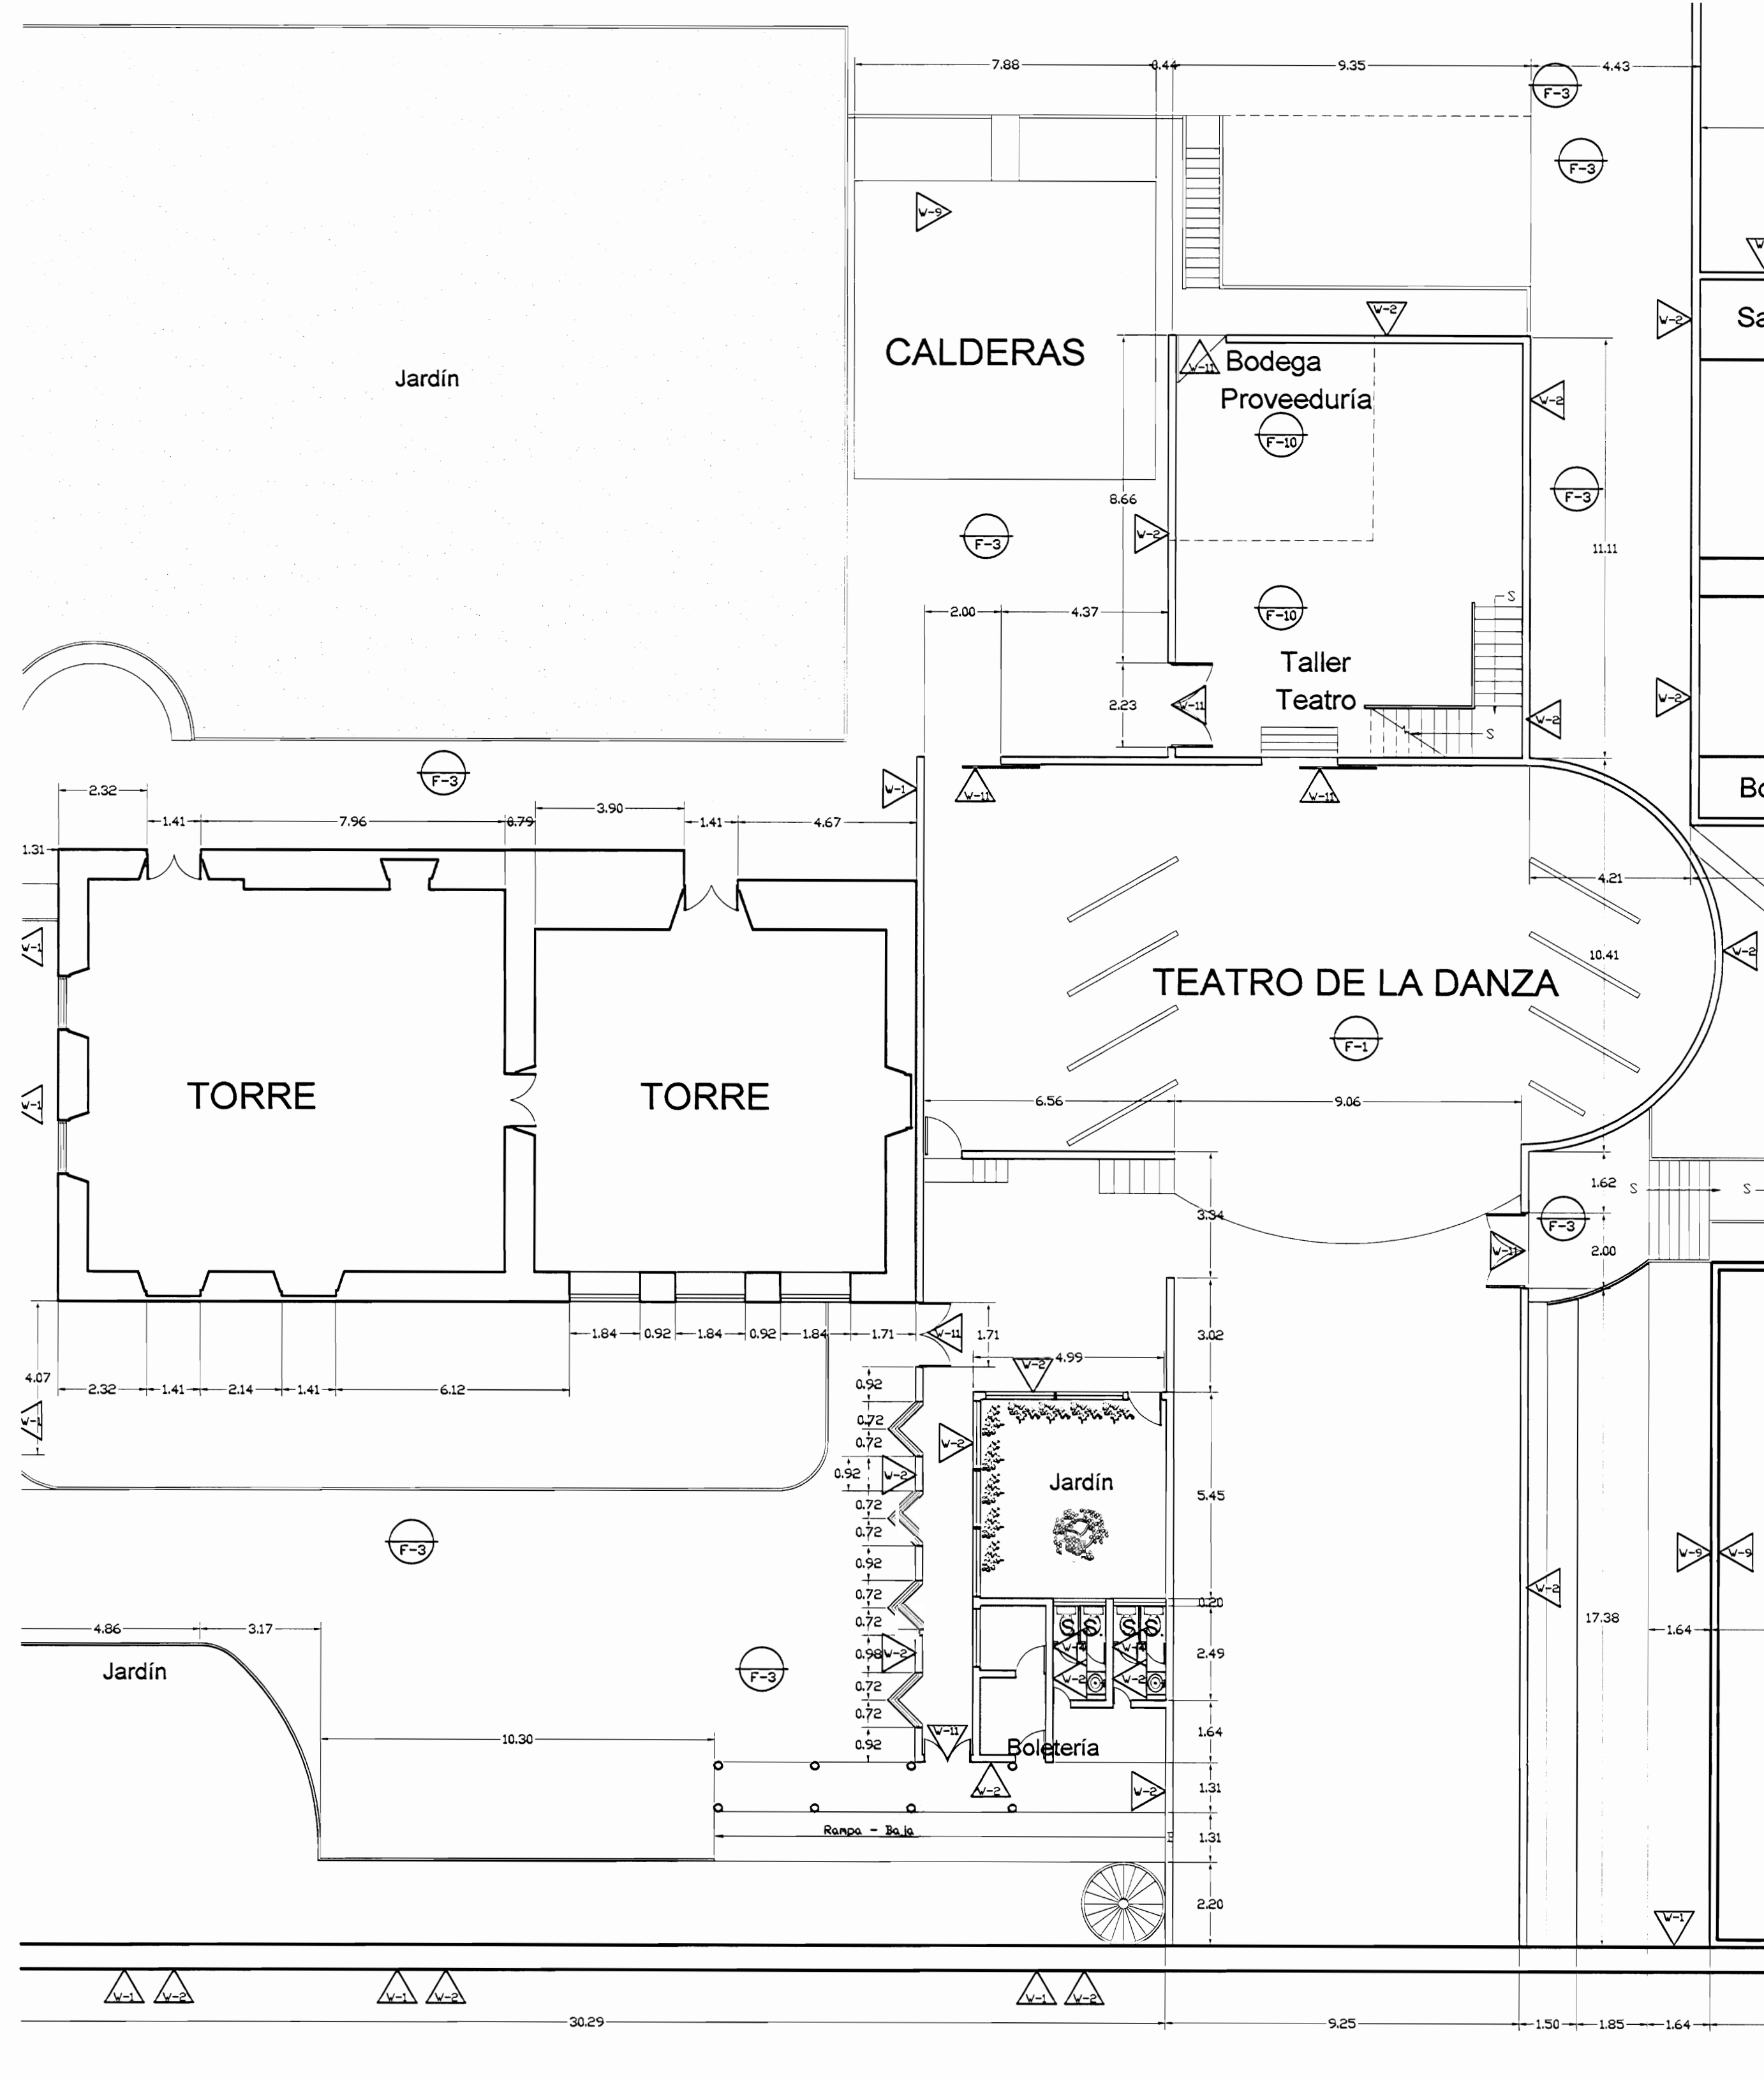 7.88
0.44
9.35
4.43
F-3
F-3
W-9
W-2
W-2
CALDERAS
W-11
Bodega
Proveeduría
F-10
Jardín
W-2
8.66
F-3
W-2
F-3
11.11
2.00
4.37
F-10
S
Taller
Teatro
2.23
W-11
W-2
W-2
S
F-3
W-1
W-11
W-11
2.32
3.90
1.41
7.96
0.79
1.41
4.67
1.31
4.21
W-1
W-2
10.41
TEATRO DE LA DANZA
F-1
TORRE
TORRE
W-1
6.56
9.06
1.62
S
S
3.34
F-3
W-11
2.00
1.84
0.92
1.84
0.92
1.84
1.71
W-11
1.71
3.02
4.99
W-2
4.07
2.32
1.41
2.14
1.41
6.12
0.92
W-1
0.72
0.72
W-2
0.92
W-2
Jardín
5.45
0.72
0.72
F-3
0.92
W-9
W-9
W-2
0.72
0.20
17.38
4.86
3.17
0.72
S.
S.
S.
S.
1.64
Jardín
0.98
W-2
W-2
W-2
2.49
F-3
0.72
W-2
W-2
0.72
10.30
0.92
W-11
Boletería
1.64
W-2
W-2
1.31
Rampa - Baja
1.31
2.20
W-1
W-1
W-2
W-1
W-2
W-1
W-2
30.29
9.25
1.50
1.85
1.64